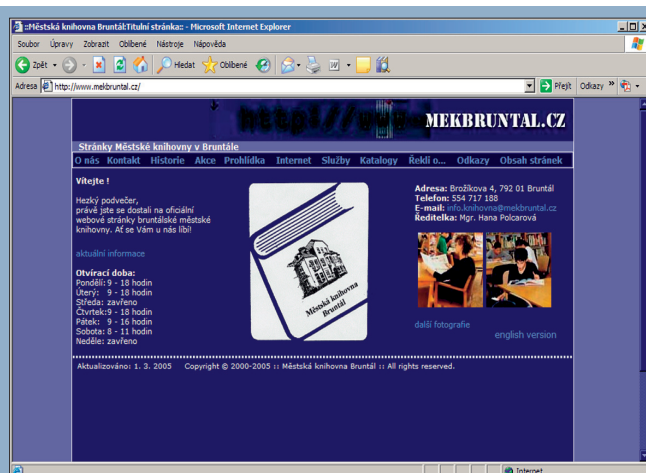 ::Městská knihovna Bruntál:Titulní stránka:: - Microsoft Internet Explorer
Soubor Úpravy Zobrazit Oblíbené Nástroje Nápověda
Zpět Hledat Oblíbené
Adresa http://www.mekbruntal.cz/ Přejít Odkazy »
http://www. MEKBRUNTAL.CZ
Stránky Městské knihovny v Bruntále
O nás Kontakt Historie Akce Prohlídka Internet Služby Katalogy Řekli o... Odkazy Obsah stránek
Vítejte !
Hezký podvečer,
právě jste se dostali na oficiální
webové stránky bruntálské městské
knihovny. Ať se Vám u nás líbí!
aktuální informace
Otvírací doba:
Pondělí: 9 - 18 hodin
Úterý: 9 - 18 hodin
Středa: zavřeno
Čtvrtek: 9 - 18 hodin
Pátek: 9 - 16 hodin
Sobota: 8 - 11 hodin
Neděle: zavřeno
Městská knihovna
Bruntál
Adresa: Brožíkova 4, 792 01 Bruntál
Telefon: 554 717 188
E-mail: info.knihovna@mekbruntal.cz
Ředitelka: Mgr. Hana Polcarová
další fotografie
english version
Aktualizováno: 1. 3. 2005 Copyright © 2000-2005 :: Městská knihovna Bruntál :: All rights reserved.
Internet